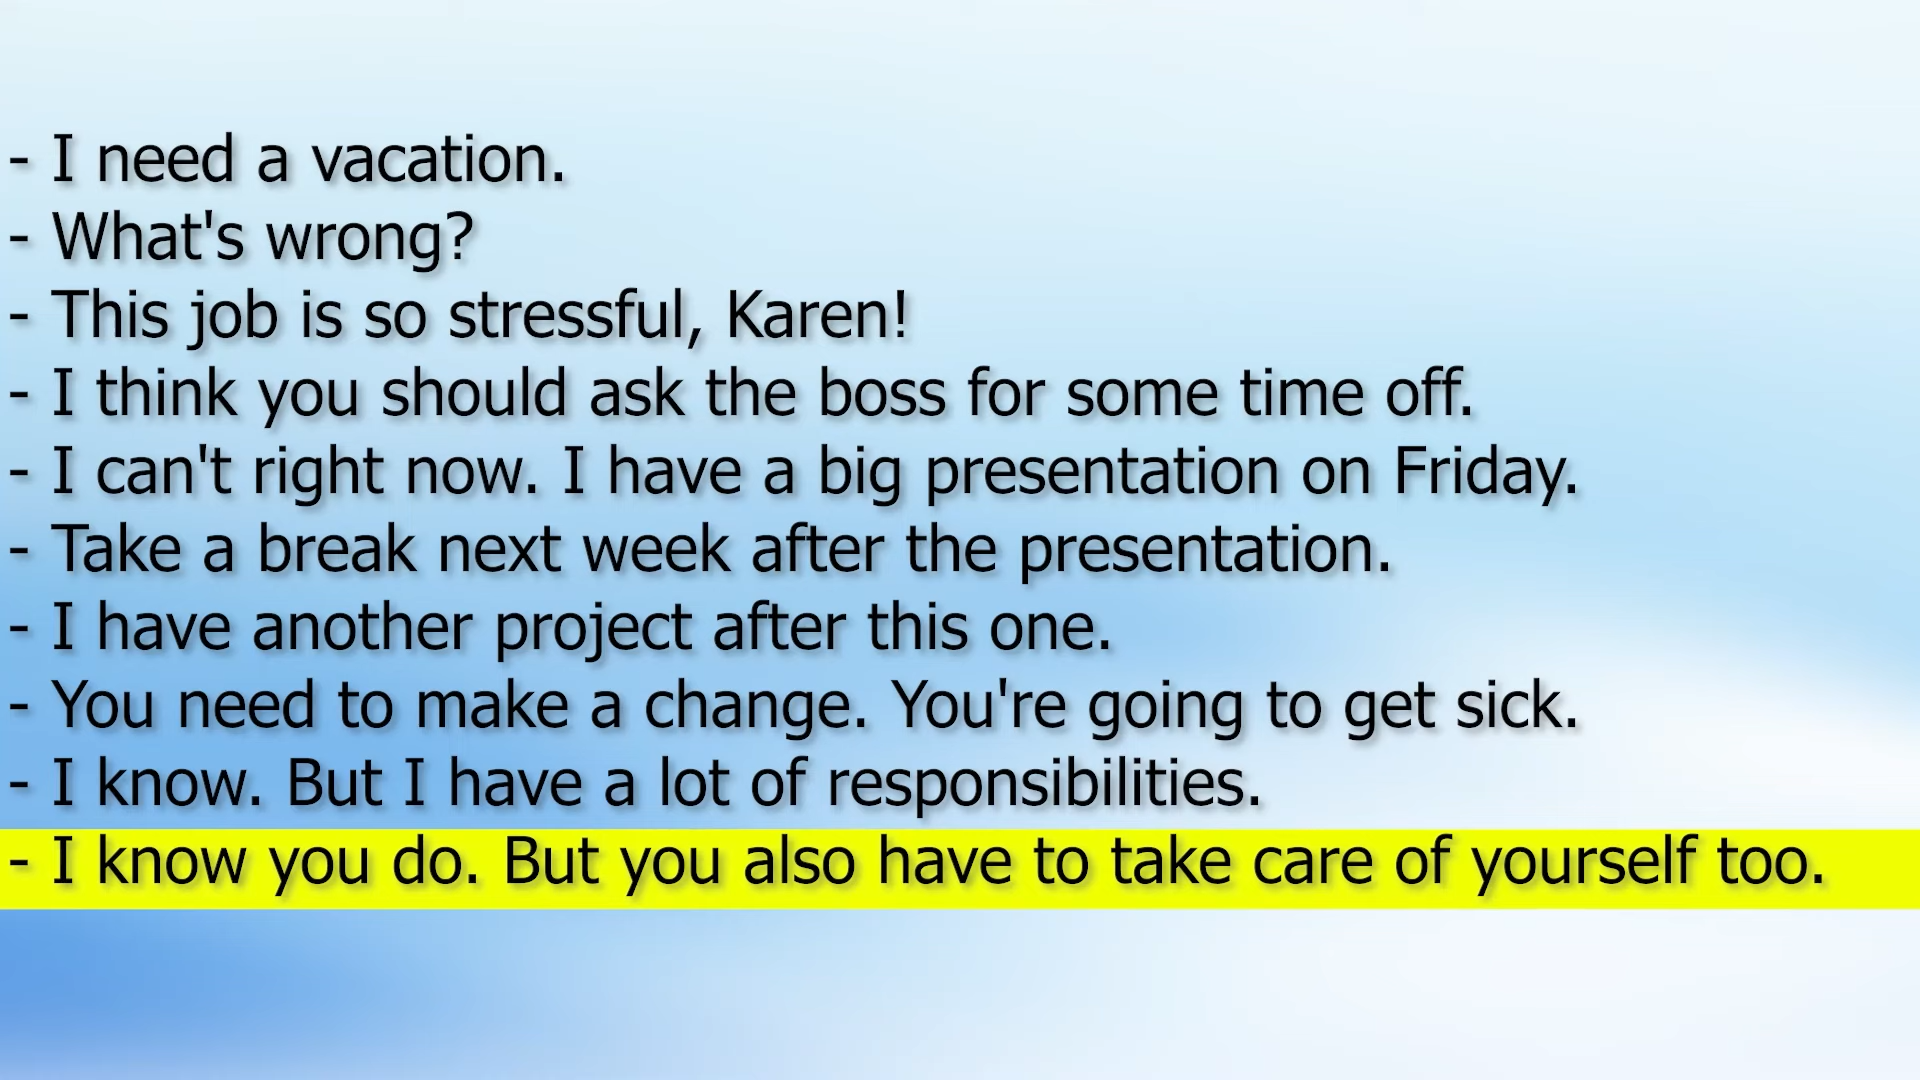 - I need a vacation.
- What's wrong?
- This job is so stressful, Karen!
- I think you should ask the boss for some time off.
- I can't right now. I have a big presentation on Friday.
- Take a break next week after the presentation.
- I have another project after this one.
- You need to make a change. You're going to get sick.
- I know. But I have a lot of responsibilities.
- I know you do. But you also have to take care of yourself too.